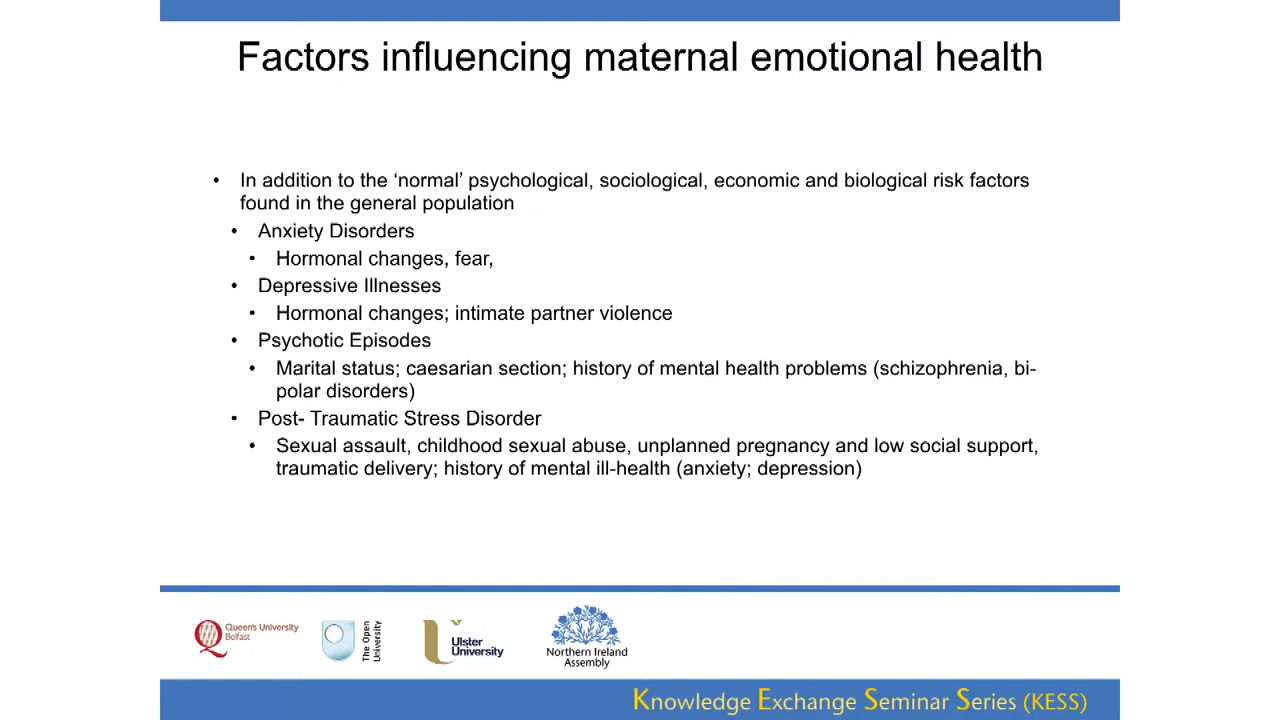 Factors influencing maternal emotional health
• In addition to the ‘normal’ psychological, sociological, economic and biological risk factors
found in the general population
• Anxiety Disorders
• Hormonal changes, fear,
• Depressive Illnesses
• Hormonal changes; intimate partner violence
• Psychotic Episodes
• Marital status; caesarian section; history of mental health problems (schizophrenia, bi-
polar disorders)
• Post- Traumatic Stress Disorder
• Sexual assault, childhood sexual abuse, unplanned pregnancy and low social support,
traumatic delivery; history of mental ill-health (anxiety; depression)
Queen's University
Belfast
The Open
University
Ulster
University
Northern Ireland
Assembly
Knowledge Exchange Seminar Series (KESS)